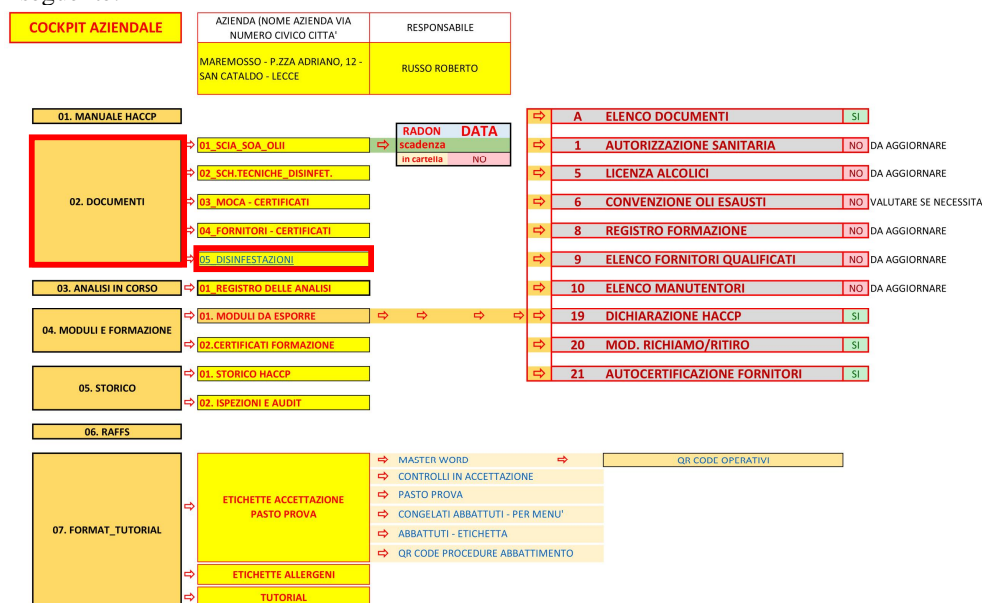 COCKPIT AZIENDALE
AZIENDA (NOME AZIENDA VIA
NUMERO CIVICO CITTA'
RESPONSABILE
MAREMOSSO - P.ZZA ADRIANO, 12 -
SAN CATALDO - LECCE
RUSSO ROBERTO
01. MANUALE HACCP
A ELENCO DOCUMENTI SI
RADON DATA
scadenza
in cartella NO
02. DOCUMENTI
01_SCIA_SOA_OLII
1 AUTORIZZAZIONE SANITARIA NO DA AGGIORNARE
02_SCH.TECNICHE_DISINFET.
5 LICENZA ALCOLICI NO DA AGGIORNARE
03_MOCA - CERTIFICATI
6 CONVENZIONE OLI ESAUSTI NO VALUTARE SE NECESSITA
04_FORNITORI - CERTIFICATI
8 REGISTRO FORMAZIONE NO DA AGGIORNARE
05_DISINFESTAZIONI
9 ELENCO FORNITORI QUALIFICATI NO DA AGGIORNARE
03. ANALISI IN CORSO
01_REGISTRO DELLE ANALISI
10 ELENCO MANUTENTORI NO DA AGGIORNARE
04. MODULI E FORMAZIONE
01. MODULI DA ESPORRE
19 DICHIARAZIONE HACCP SI
02.CERTIFICATI FORMAZIONE
20 MOD. RICHIAMO/RITIRO SI
05. STORICO
01. STORICO HACCP
21 AUTOCERTIFICAZIONE FORNITORI SI
02. ISPEZIONI E AUDIT
06. RAFFS
07. FORMAT_TUTORIAL
ETICHETTE ACCETTAZIONE
PASTO PROVA
MASTER WORD
QR CODE OPERATIVI
CONTROLLI IN ACCETTAZIONE
PASTO PROVA
CONGELATI ABBATTUTI - PER MENU'
ABBATTUTI - ETICHETTA
QR CODE PROCEDURE ABBATTIMENTO
ETICHETTE ALLERGENI
TUTORIAL